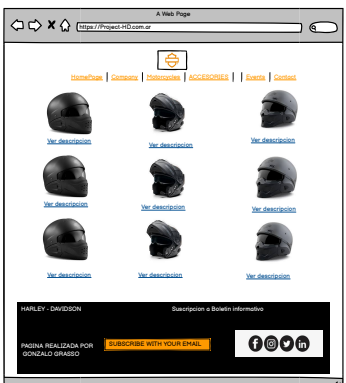 A Web Page
https://Project-HD.com.ar
HomePage | Company | Motorcycles | ACCESORIES | | Events | Contact
Ver descripcion Ver descripcion Ver descripcion
Ver descripcion Ver descripcion Ver descripcion
Ver descripcion Ver descripcion Ver descripcion
HARLEY - DAVIDSON Suscripcion a Boletin informativo
PAGINA REALIZADA POR SUBSCRIBE WITH YOUR EMAIL
GONZALO GRASSO